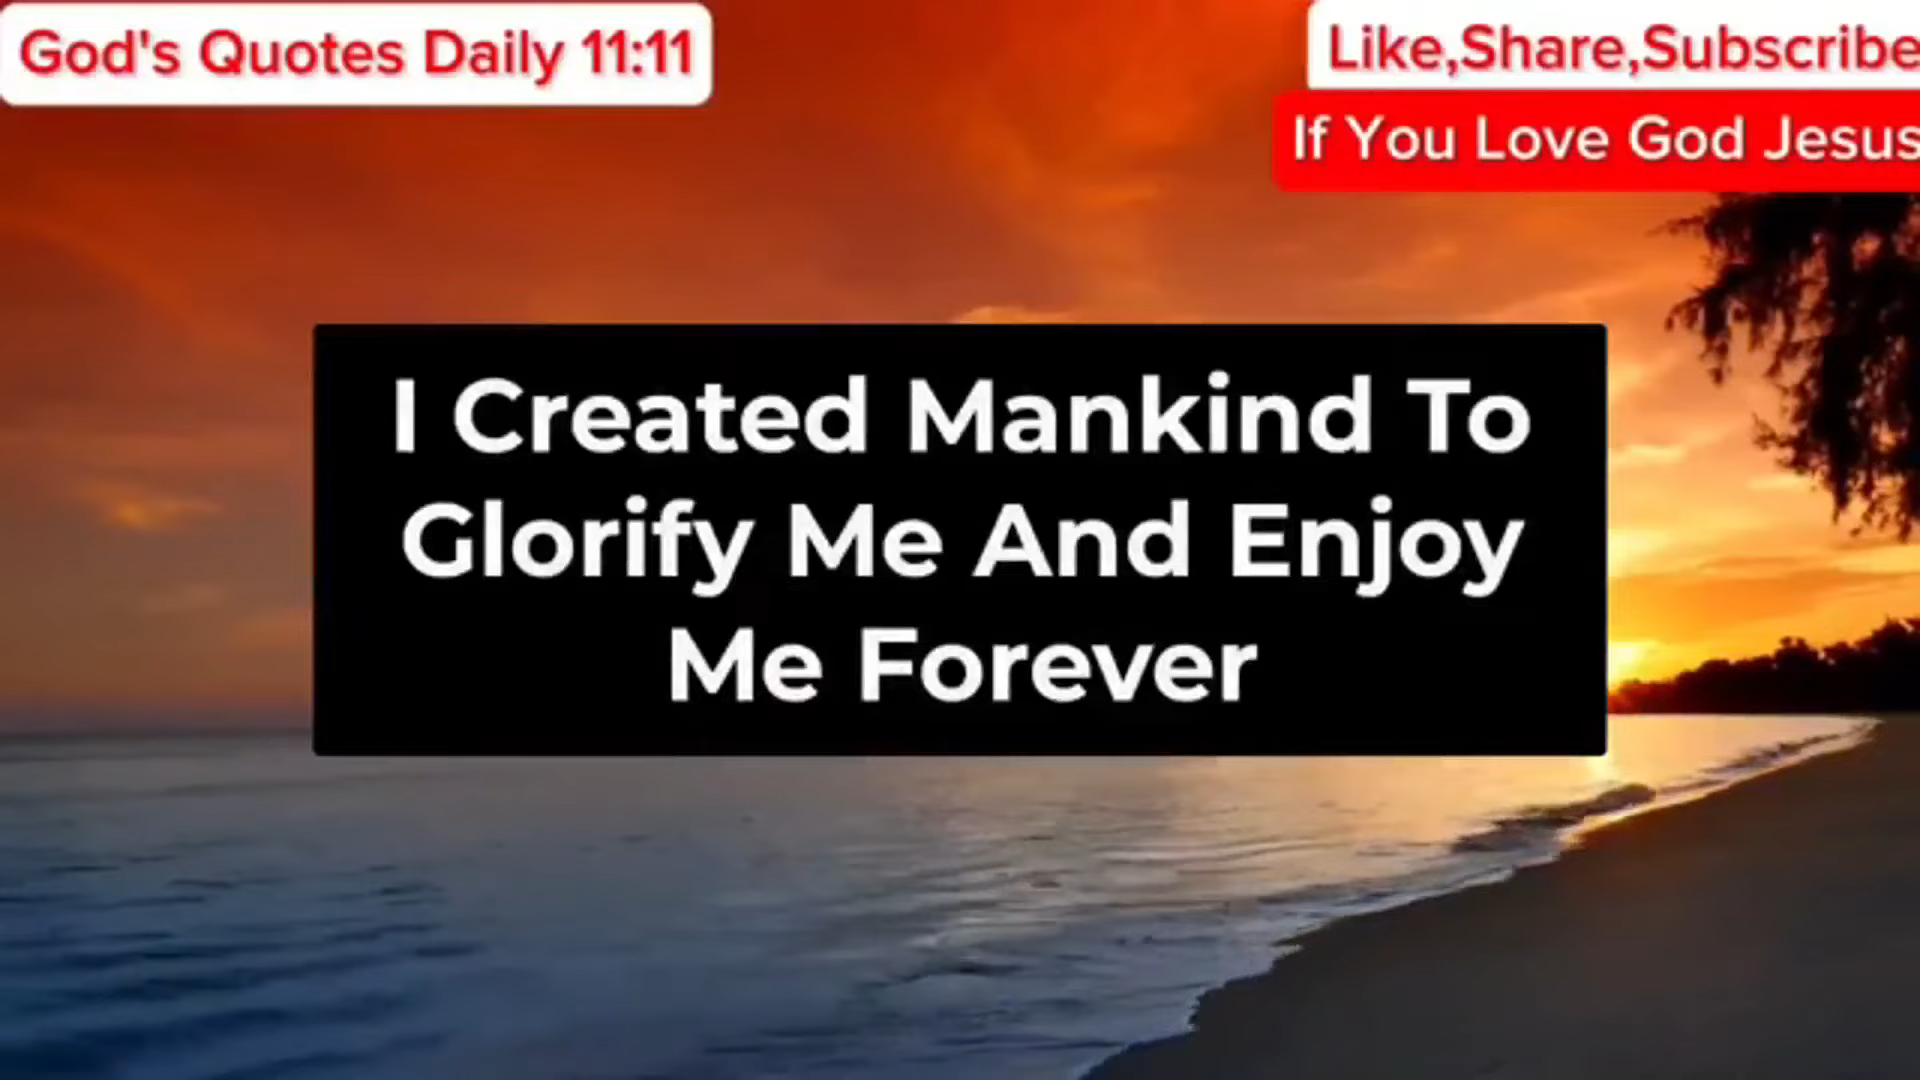 God's Quotes Daily 11:11
Like,Share,Subscribe
If You Love God Jesus
I Created Mankind To
Glorify Me And Enjoy
Me Forever